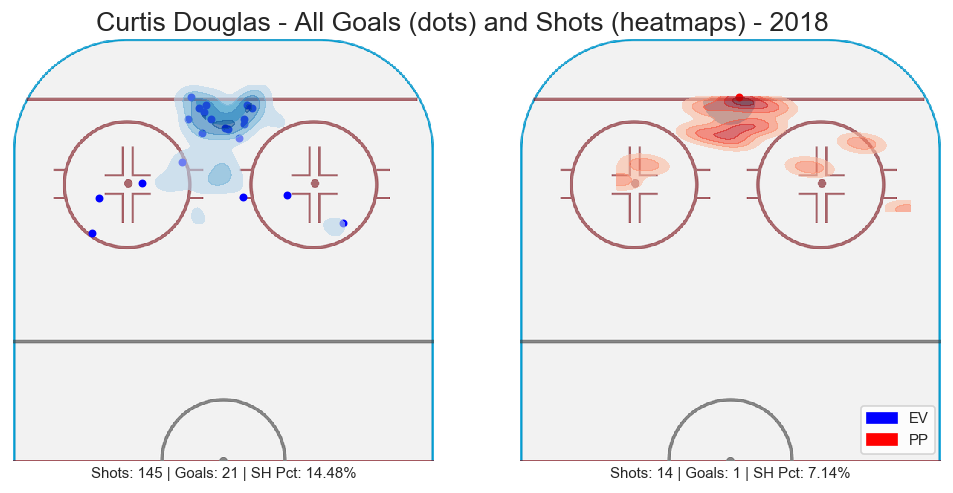 Curtis Douglas - All Goals (dots) and Shots (heatmaps) - 2018
EV
PP
Shots: 145 | Goals: 21 | SH Pct: 14.48%
Shots: 14 | Goals: 1 | SH Pct: 7.14%